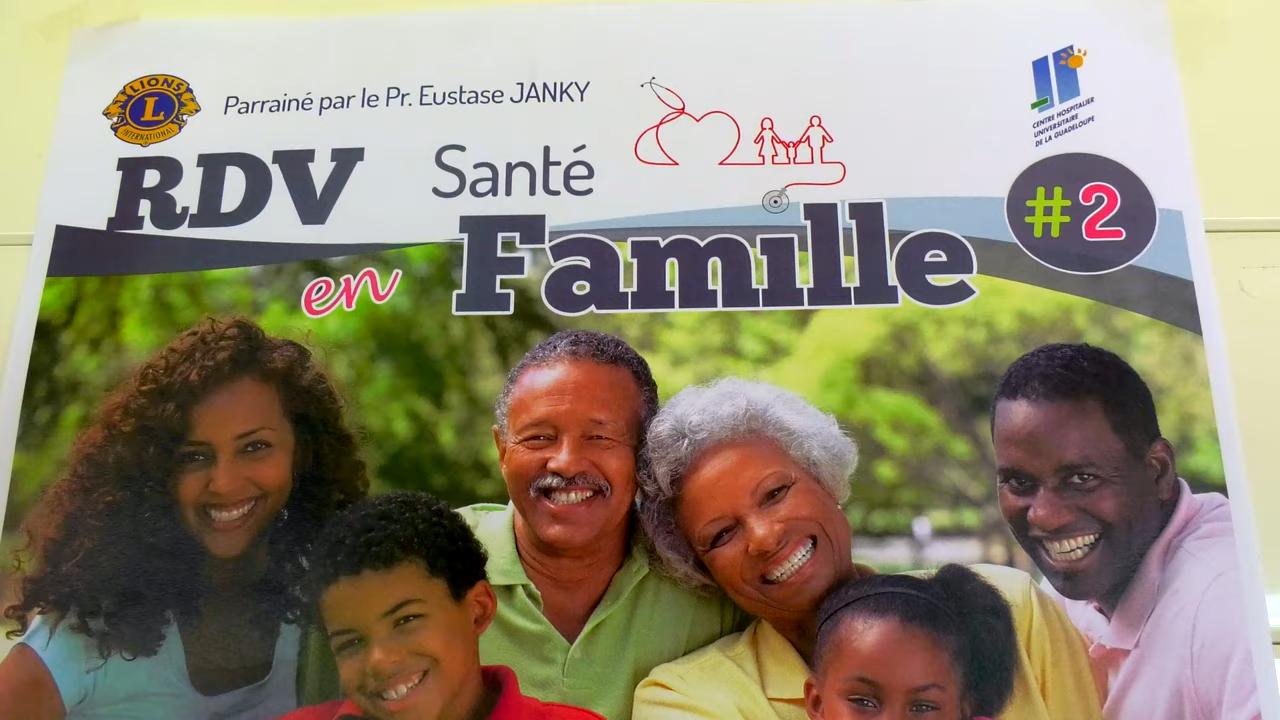 LIONS
L
INTERNATIONAL
Parrainé par le Pr. Eustase JANKY
CENTRE HOSPITALIER
UNIVERSITAIRE
DE LA GUADELOUPE
RDV Santé
#2
en Famille